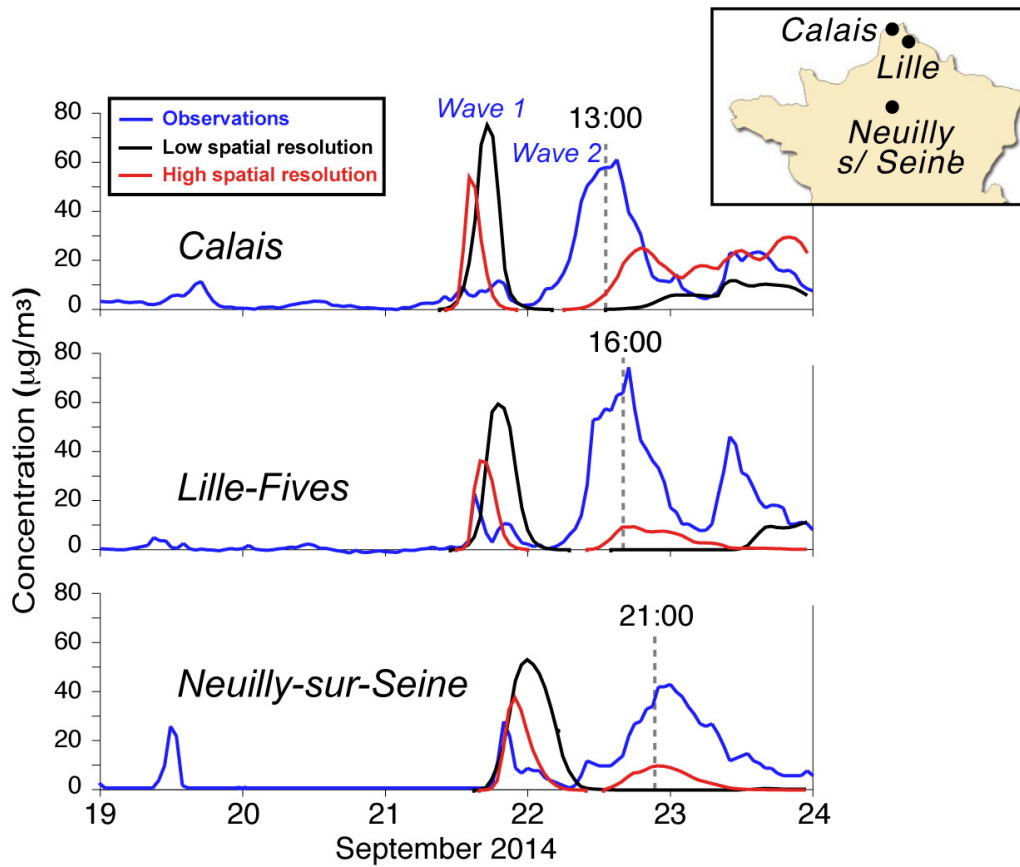 Calais
Lille
Neuilly
s/ Seine
Observations
Low spatial resolution
High spatial resolution
Wave 1
Wave 2
13:00
80
60
40
20
0
Calais
16:00
80
60
40
20
0
Lille-Fives
21:00
80
60
40
20
0
Neuilly-sur-Seine
Concentration (µg/m3)
19
20
21
22
23
24
September 2014